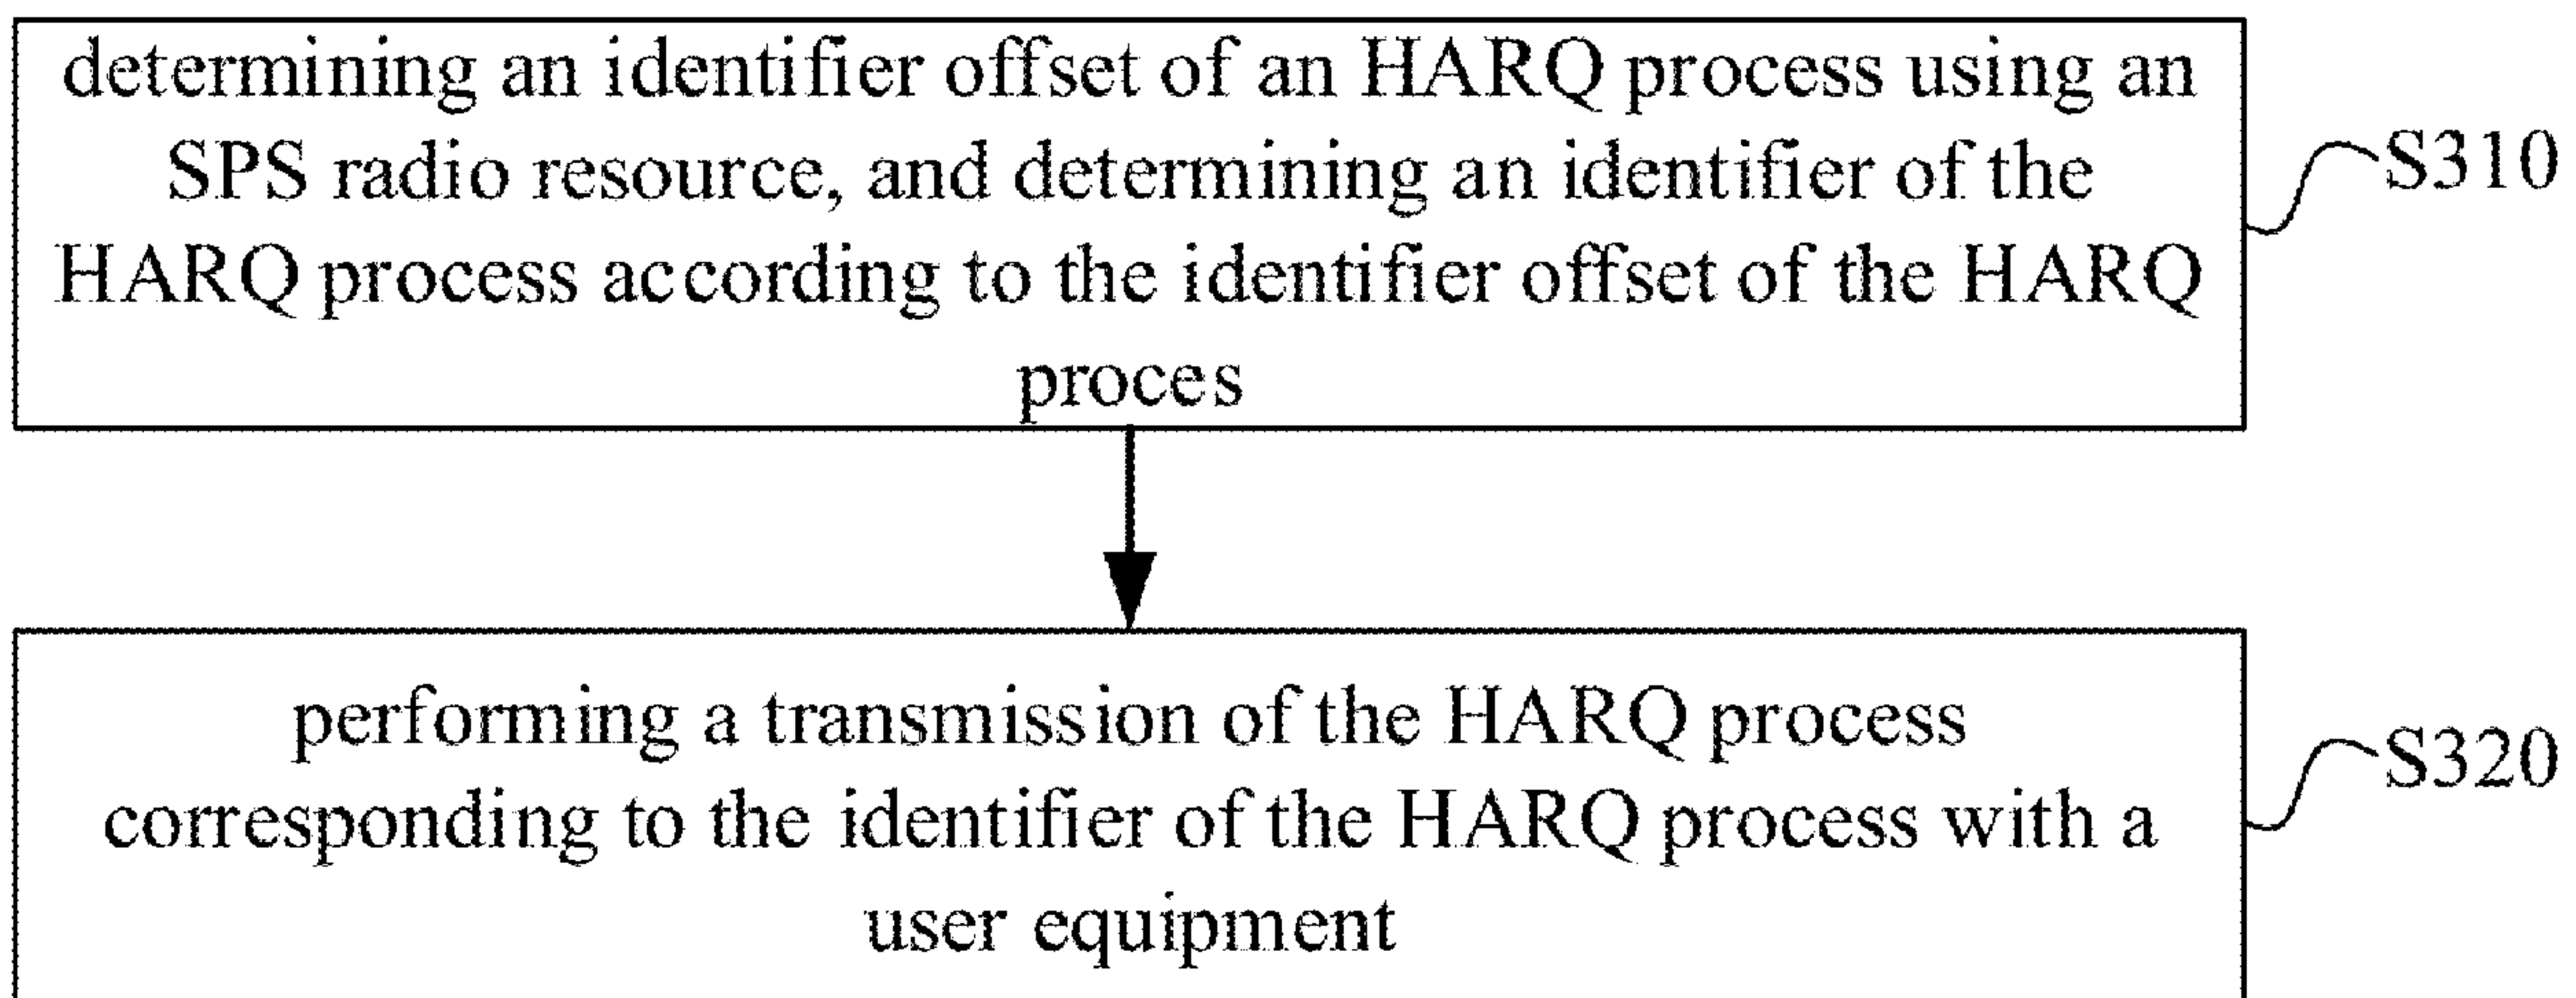 determining an identifier offset of an HARQ process using an
SPS radio resource, and determining an identifier of the
HARQ process according to the identifier offset of the HARQ
proces
S310
performing a transmission of the HARQ process
corresponding to the identifier of the HARQ process with a
user equipment
S320